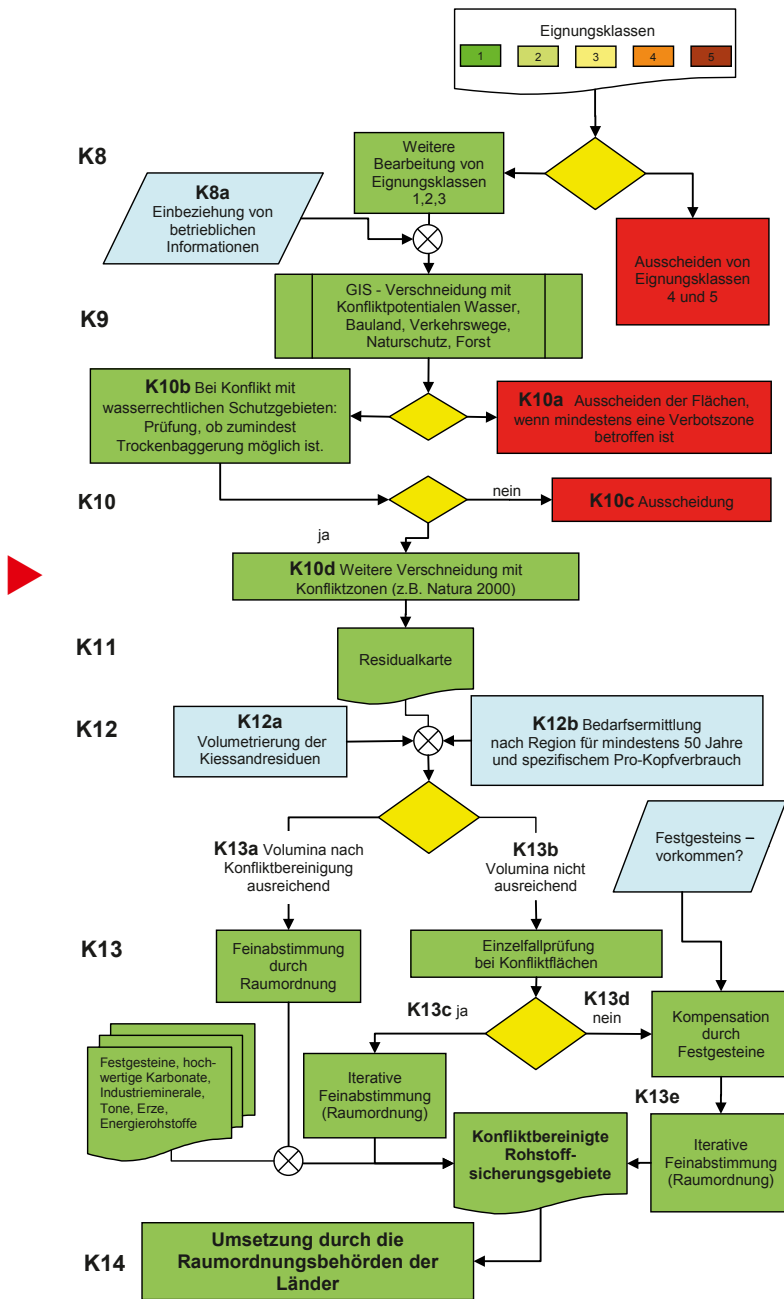 Eignungsklassen
1 2 3 4 5
K8
Weitere
Bearbeitung von
Eignungsklassen
1,2,3
K8a
Einbeziehung von
betrieblichen
Informationen
Ausscheiden von
Eignungsklassen
4 und 5
K9
GIS - Verschneidung mit
Konfliktpotentialen Wasser,
Bauland, Verkehrswege,
Naturschutz, Forst
K10b Bei Konflikt mit
wasserrechtlichen Schutzgebieten:
Prüfung, ob zumindest
Trockenbaggerung möglich ist.
K10a Ausscheiden der Flächen,
wenn mindestens eine Verbotszone
betroffen ist
K10
nein
K10c Ausscheidung
ja
K10d Weitere Verschneidung mit
Konfliktzonen (z.B. Natura 2000)
K11
Residualkarte
K12
K12a
Volumetrierung der
Kiessandresiduen
K12b Bedarfsermittlung
nach Region für mindestens 50 Jahre
und spezifischem Pro-Kopfverbrauch
K13a Volumina nach
Konfliktbereinigung
ausreichend
K13b
Volumina nicht
ausreichend
Festgesteins –
vorkommen?
K13
Feinabstimmung
durch
Raumordnung
Einzelfallprüfung
bei Konfliktflächen
K13c ja
K13d
nein
Kompensation
durch
Festgesteine
Festgesteine, hoch-
wertige Karbonate,
Industrieminerale,
Tone, Erze,
Energierohstoffe
Iterative
Feinabstimmung
(Raumordnung)
K13e
Konfliktbereinigte
Rohstoff-
sicherungsgebiete
Iterative
Feinabstimmung
(Raumordnung)
K14
Umsetzung durch die
Raumordnungsbehörden der
Länder